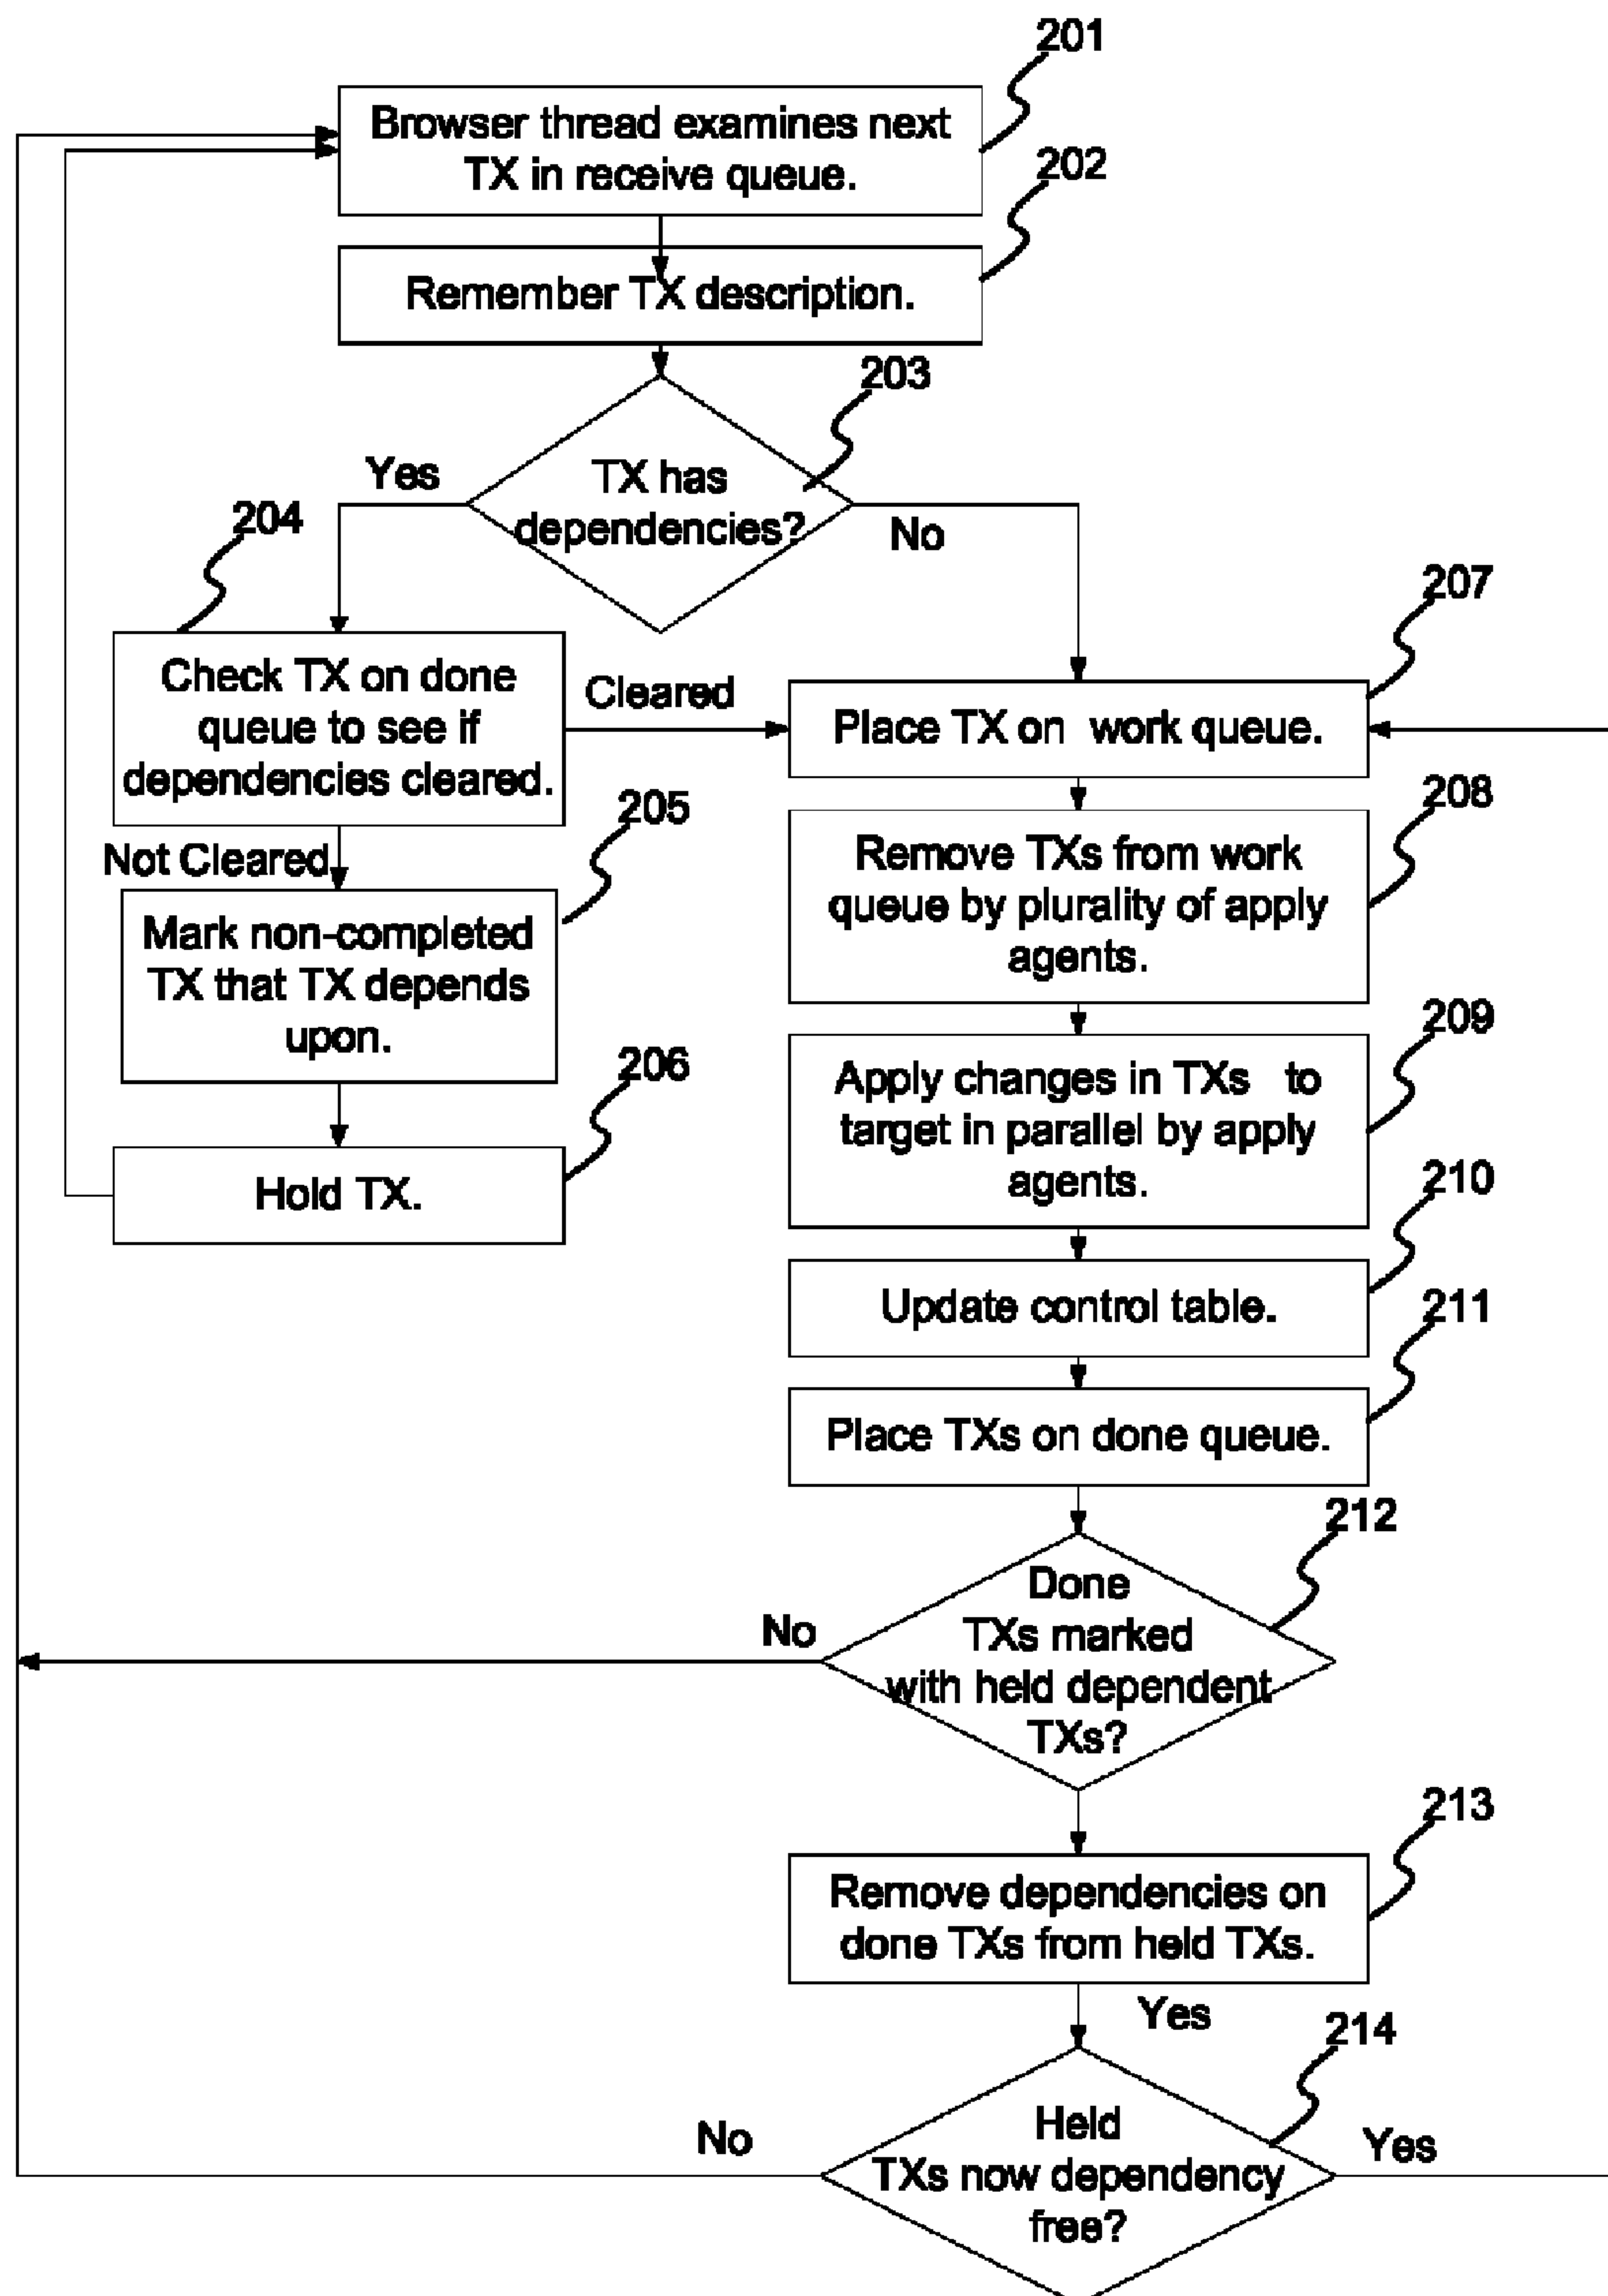 201
Browser thread examines next
TX in receive queue.
202
Remember TX description.
203
TX has
dependencies?
Yes
No
204
Check TX on done
queue to see if
dependencies cleared.
Cleared
207
Place TX on work queue.
Not Cleared
205
Mark non-completed
TX that TX depends
upon.
208
Remove TXs from work
queue by plurality of apply
agents.
206
Hold TX.
209
Apply changes in TXs to
target in parallel by apply
agents.
210
Update control table.
211
Place TXs on done queue.
212
Done
TXs marked
with held dependent
TXs?
No
213
Remove dependencies on
done TXs from held TXs.
Yes
214
Held
TXs now dependency
free?
No
Yes